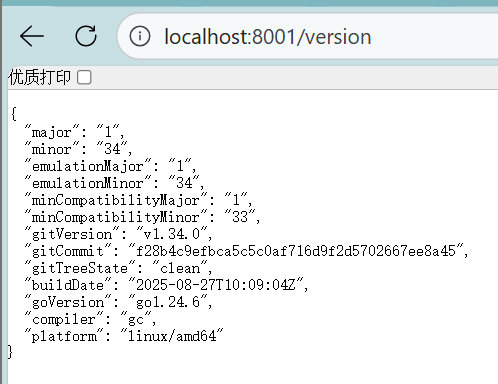 localhost:8001/version
优质打印
{
  "major": "1",
  "minor": "34",
  "emulationMajor": "1",
  "emulationMinor": "34",
  "minCompatibilityMajor": "1",
  "minCompatibilityMinor": "33",
  "gitVersion": "v1.34.0",
  "gitCommit": "f28b4c9efbca5c5c0af716d9f2d5702667ee8a45",
  "gitTreeState": "clean",
  "buildDate": "2025-08-27T10:09:04Z",
  "goVersion": "go1.24.6",
  "compiler": "gc",
  "platform": "linux/amd64"
}